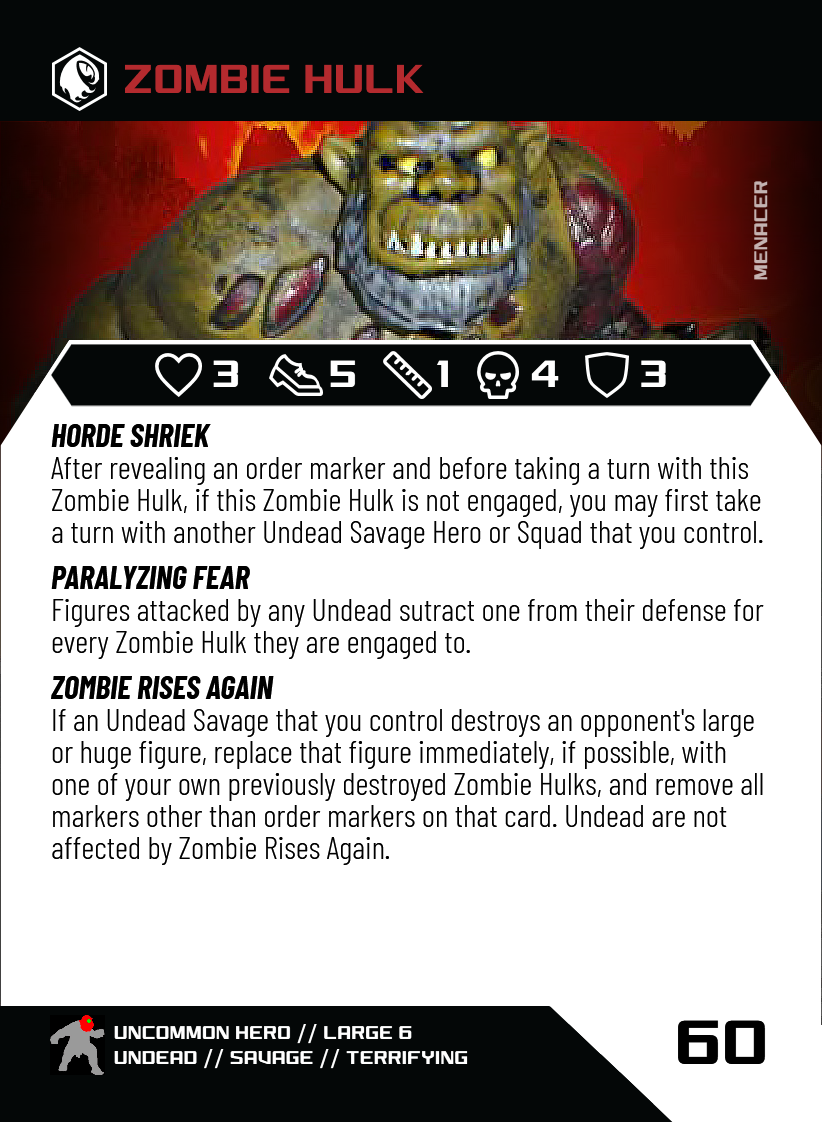 ZOMBIE HULK
MENACER
3 5 1 4 3
HORDE SHRIEK
After revealing an order marker and before taking a turn with this
Zombie Hulk, if this Zombie Hulk is not engaged, you may first take
a turn with another Undead Savage Hero or Squad that you control.
PARALYZING FEAR
Figures attacked by any Undead sutract one from their defense for
every Zombie Hulk they are engaged to.
ZOMBIE RISES AGAIN
If an Undead Savage that you control destroys an opponent's large
or huge figure, replace that figure immediately, if possible, with
one of your own previously destroyed Zombie Hulks, and remove all
markers other than order markers on that card. Undead are not
affected by Zombie Rises Again.
UNCOMMON HERO // LARGE 6
UNDEAD // SAVAGE // TERRIFYING
60